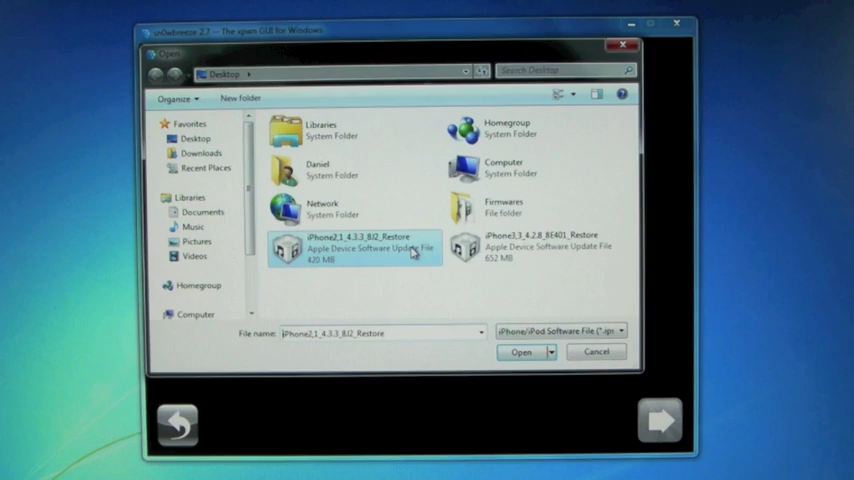 sn0wbreeze 2.7 -- The xpwn GUI for Windows
Open
Desktop
Search Desktop
Organize
New folder
Favorites
Desktop
Downloads
Recent Places
Libraries
Documents
Music
Pictures
Videos
Homegroup
Computer
Libraries
System Folder
Homegroup
System Folder
Daniel
System Folder
Computer
System Folder
Network
System Folder
Firmwares
File folder
iPhone2,1_4.3.3_8J2_Restore
Apple Device Software Update File
420 MB
iPhone3,3_4.2.8_8E401_Restore
Apple Device Software Update File
652 MB
File name:
iPhone2,1_4.3.3_8J2_Restore
iPhone/iPod Software File (*.ips
Open
Cancel